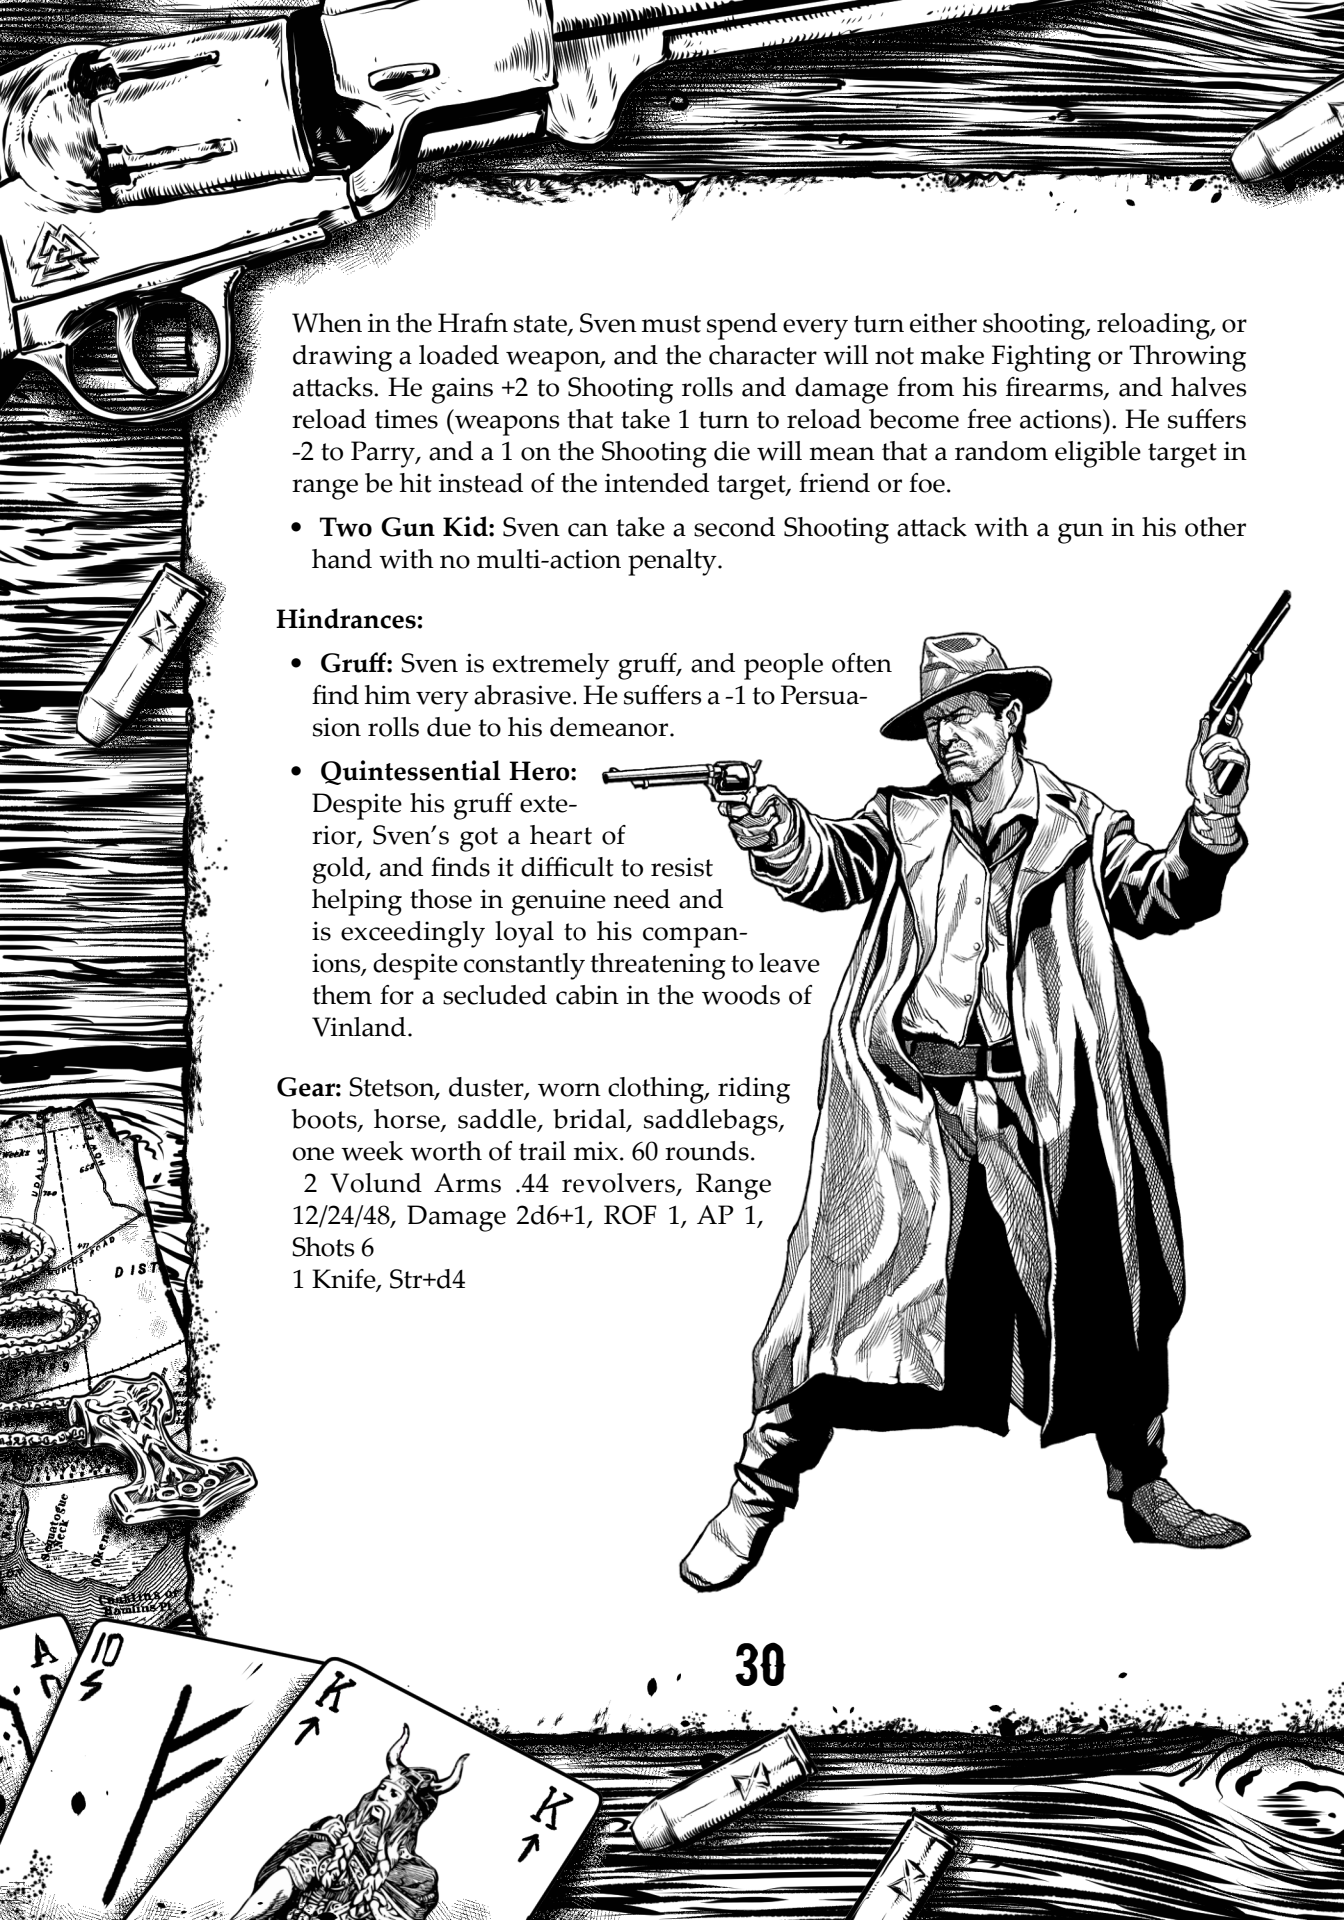 When in the Hrafn state, Sven must spend every turn either shooting, reloading, or
drawing a loaded weapon, and the character will not make Fighting or Throwing
attacks. He gains +2 to Shooting rolls and damage from his firearms, and halves
reload times (weapons that take 1 turn to reload become free actions). He suffers
-2 to Parry, and a 1 on the Shooting die will mean that a random eligible target in
range be hit instead of the intended target, friend or foe.
• Two Gun Kid: Sven can take a second Shooting attack with a gun in his other
hand with no multi-action penalty.
Hindrances:
• Gruff: Sven is extremely gruff, and people often
find him very abrasive. He suffers a -1 to Persua-
sion rolls due to his demeanor.
• Quintessential Hero:
Despite his gruff exte-
rior, Sven's got a heart of
gold, and finds it difficult to resist
helping those in genuine need and
is exceedingly loyal to his compan-
ions, despite constantly threatening to leave
them for a secluded cabin in the woods of
Vinland.
Gear: Stetson, duster, worn clothing, riding
boots, horse, saddle, bridal, saddlebags,
one week worth of trail mix. 60 rounds.
2 Volund Arms .44 revolvers, Range
12/24/48, Damage 2d6+1, ROF 1, AP 1,
Shots 6
1 Knife, Str+d4
UDALLS
HOWE
ROAD
DIST
Neck
Oken
Hamlins Pt
A
10
K
K
30